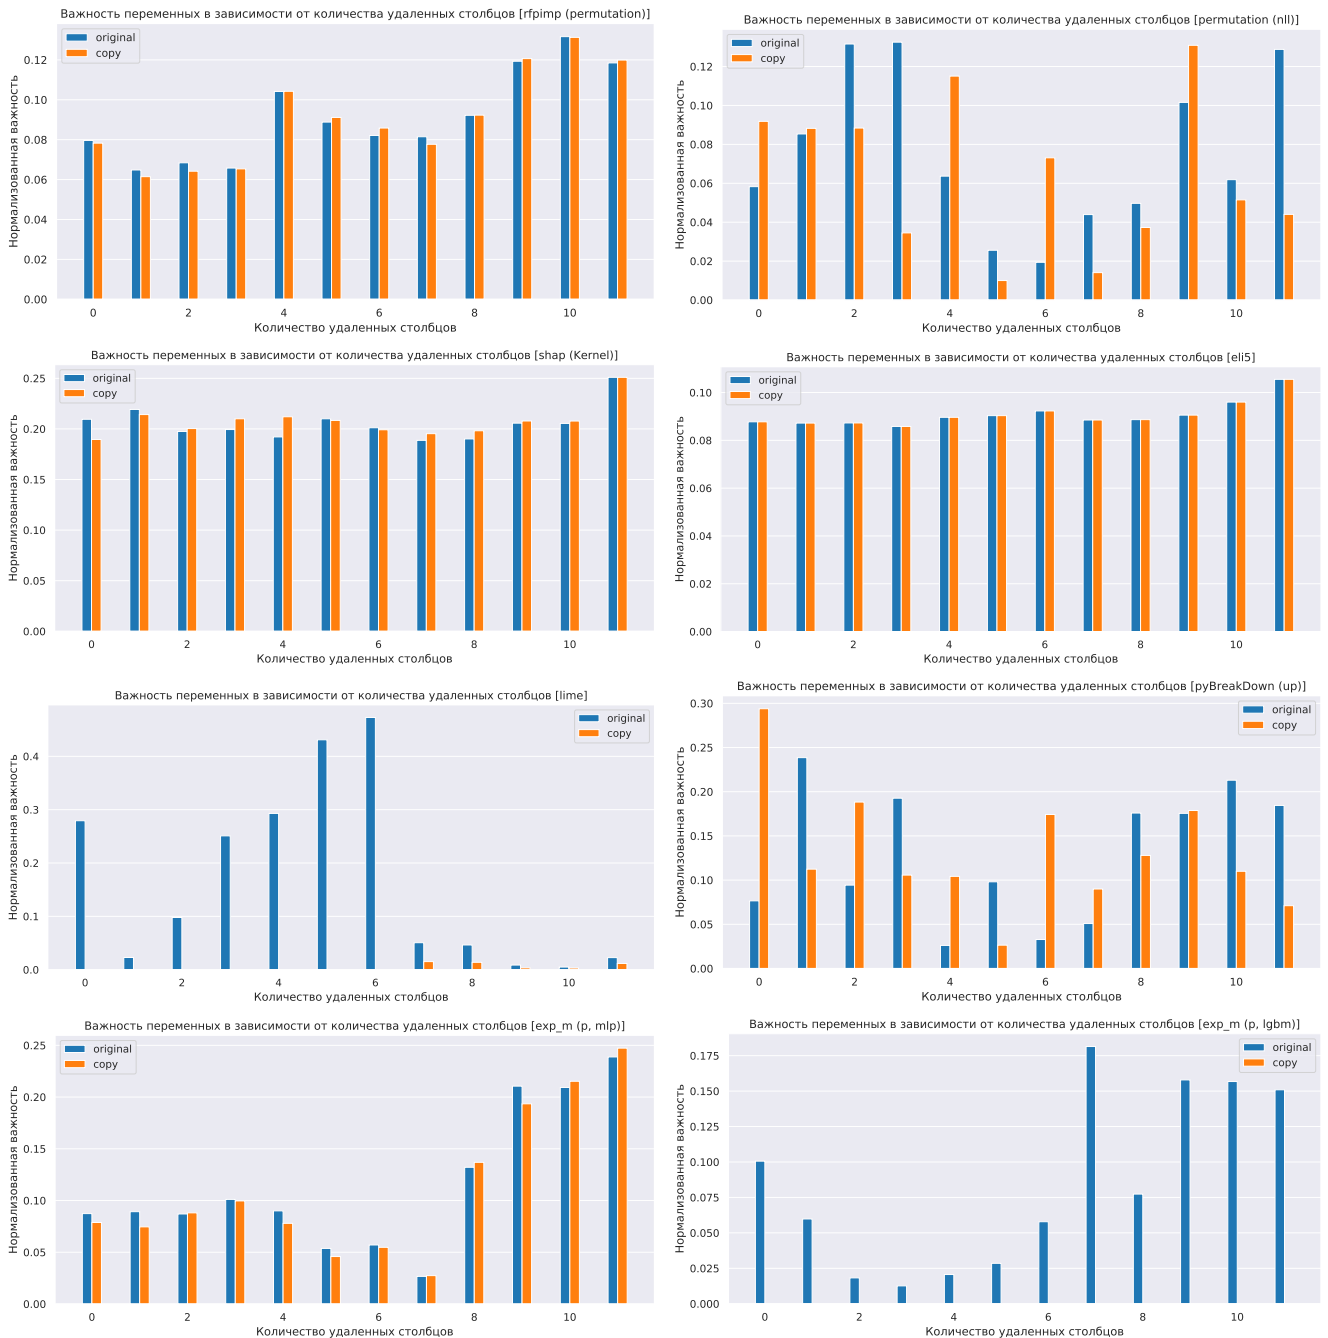 Важность переменных в зависимости от количества удаленных столбцов [rfpimp (permutation)]
original
copy
Нормализованная важность
0.12
0.10
0.08
0.06
0.04
0.02
0.00
0 2 4 6 8 10
Количество удаленных столбцов
Важность переменных в зависимости от количества удаленных столбцов [permutation (nll)]
original
copy
Нормализованная важность
0.12
0.10
0.08
0.06
0.04
0.02
0.00
0 2 4 6 8 10
Количество удаленных столбцов
Важность переменных в зависимости от количества удаленных столбцов [shap (Kernel)]
original
copy
Нормализованная важность
0.25
0.20
0.15
0.10
0.05
0.00
0 2 4 6 8 10
Количество удаленных столбцов
Важность переменных в зависимости от количества удаленных столбцов [eli5]
original
copy
Нормализованная важность
0.10
0.08
0.06
0.04
0.02
0.00
0 2 4 6 8 10
Количество удаленных столбцов
Важность переменных в зависимости от количества удаленных столбцов [lime]
original
copy
Нормализованная важность
0.4
0.3
0.2
0.1
0.0
0 2 4 6 8 10
Количество удаленных столбцов
Важность переменных в зависимости от количества удаленных столбцов [pyBreakDown (up)]
original
copy
Нормализованная важность
0.30
0.25
0.20
0.15
0.10
0.05
0.00
0 2 4 6 8 10
Количество удаленных столбцов
Важность переменных в зависимости от количества удаленных столбцов [exp_m (p, mlp)]
original
copy
Нормализованная важность
0.25
0.20
0.15
0.10
0.05
0.00
0 2 4 6 8 10
Количество удаленных столбцов
Важность переменных в зависимости от количества удаленных столбцов [exp_m (p, lgbm)]
original
copy
Нормализованная важность
0.175
0.150
0.125
0.100
0.075
0.050
0.025
0.000
0 2 4 6 8 10
Количество удаленных столбцов